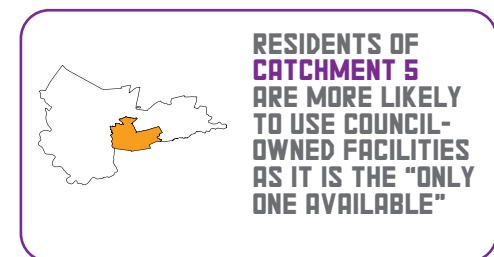 RESIDENTS OF
CATCHMENT 5
ARE MORE LIKELY
TO USE COUNCIL-
OWNED FACILITIES
AS IT IS THE "ONLY
ONE AVAILABLE"